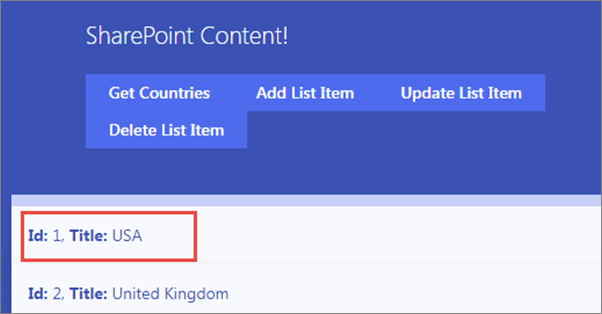 SharePoint Content!
Get Countries Add List Item Update List Item
Delete List Item
Id: 1, Title: USA
Id: 2, Title: United Kingdom